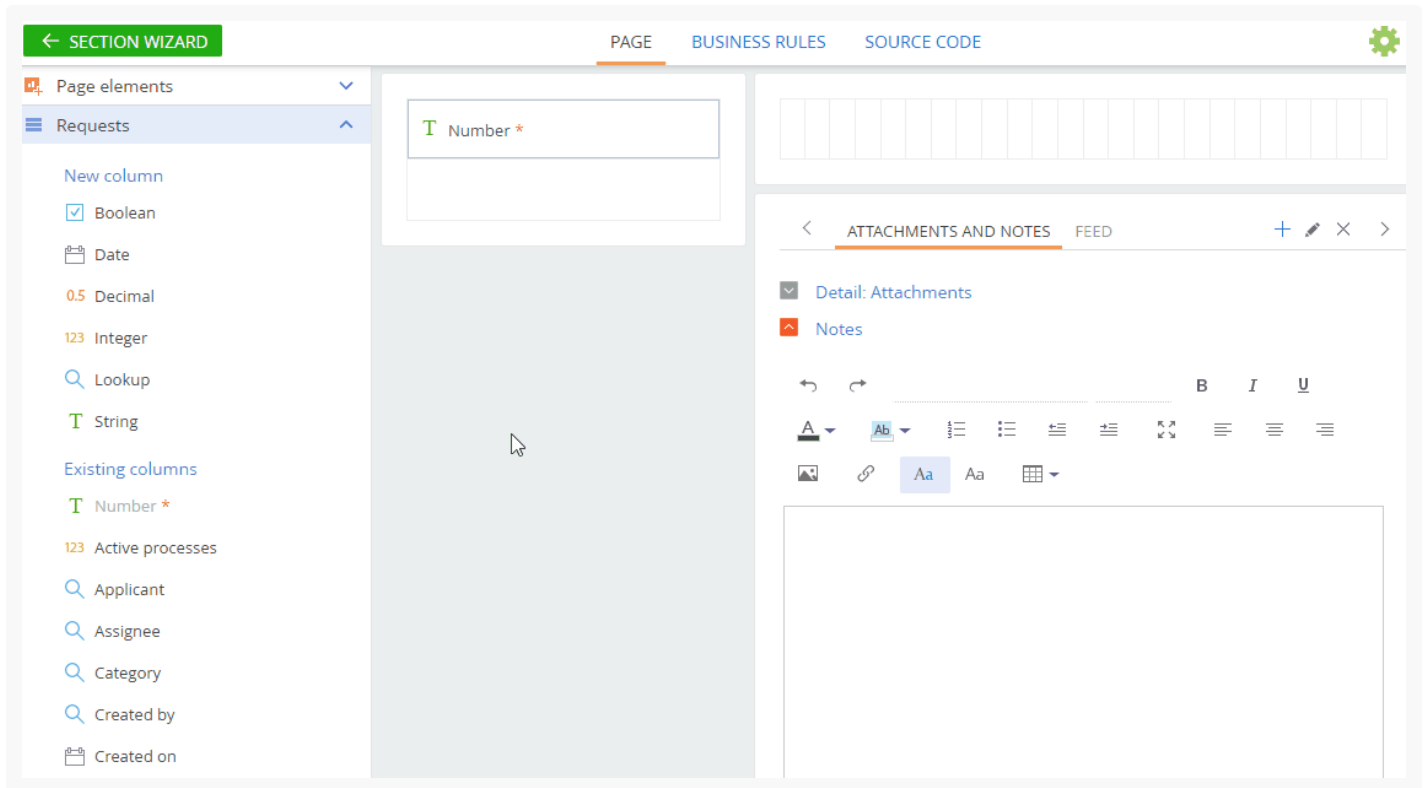 SECTION WIZARD
PAGE
BUSINESS RULES
SOURCE CODE
Page elements
Requests
New column
Boolean
Date
0.5 Decimal
123 Integer
Lookup
T String
Existing columns
T Number *
123 Active processes
Applicant
Assignee
Category
Created by
Created on
T Number *
ATTACHMENTS AND NOTES
FEED
Detail: Attachments
Notes
B I U
A Ab
Aa Aa